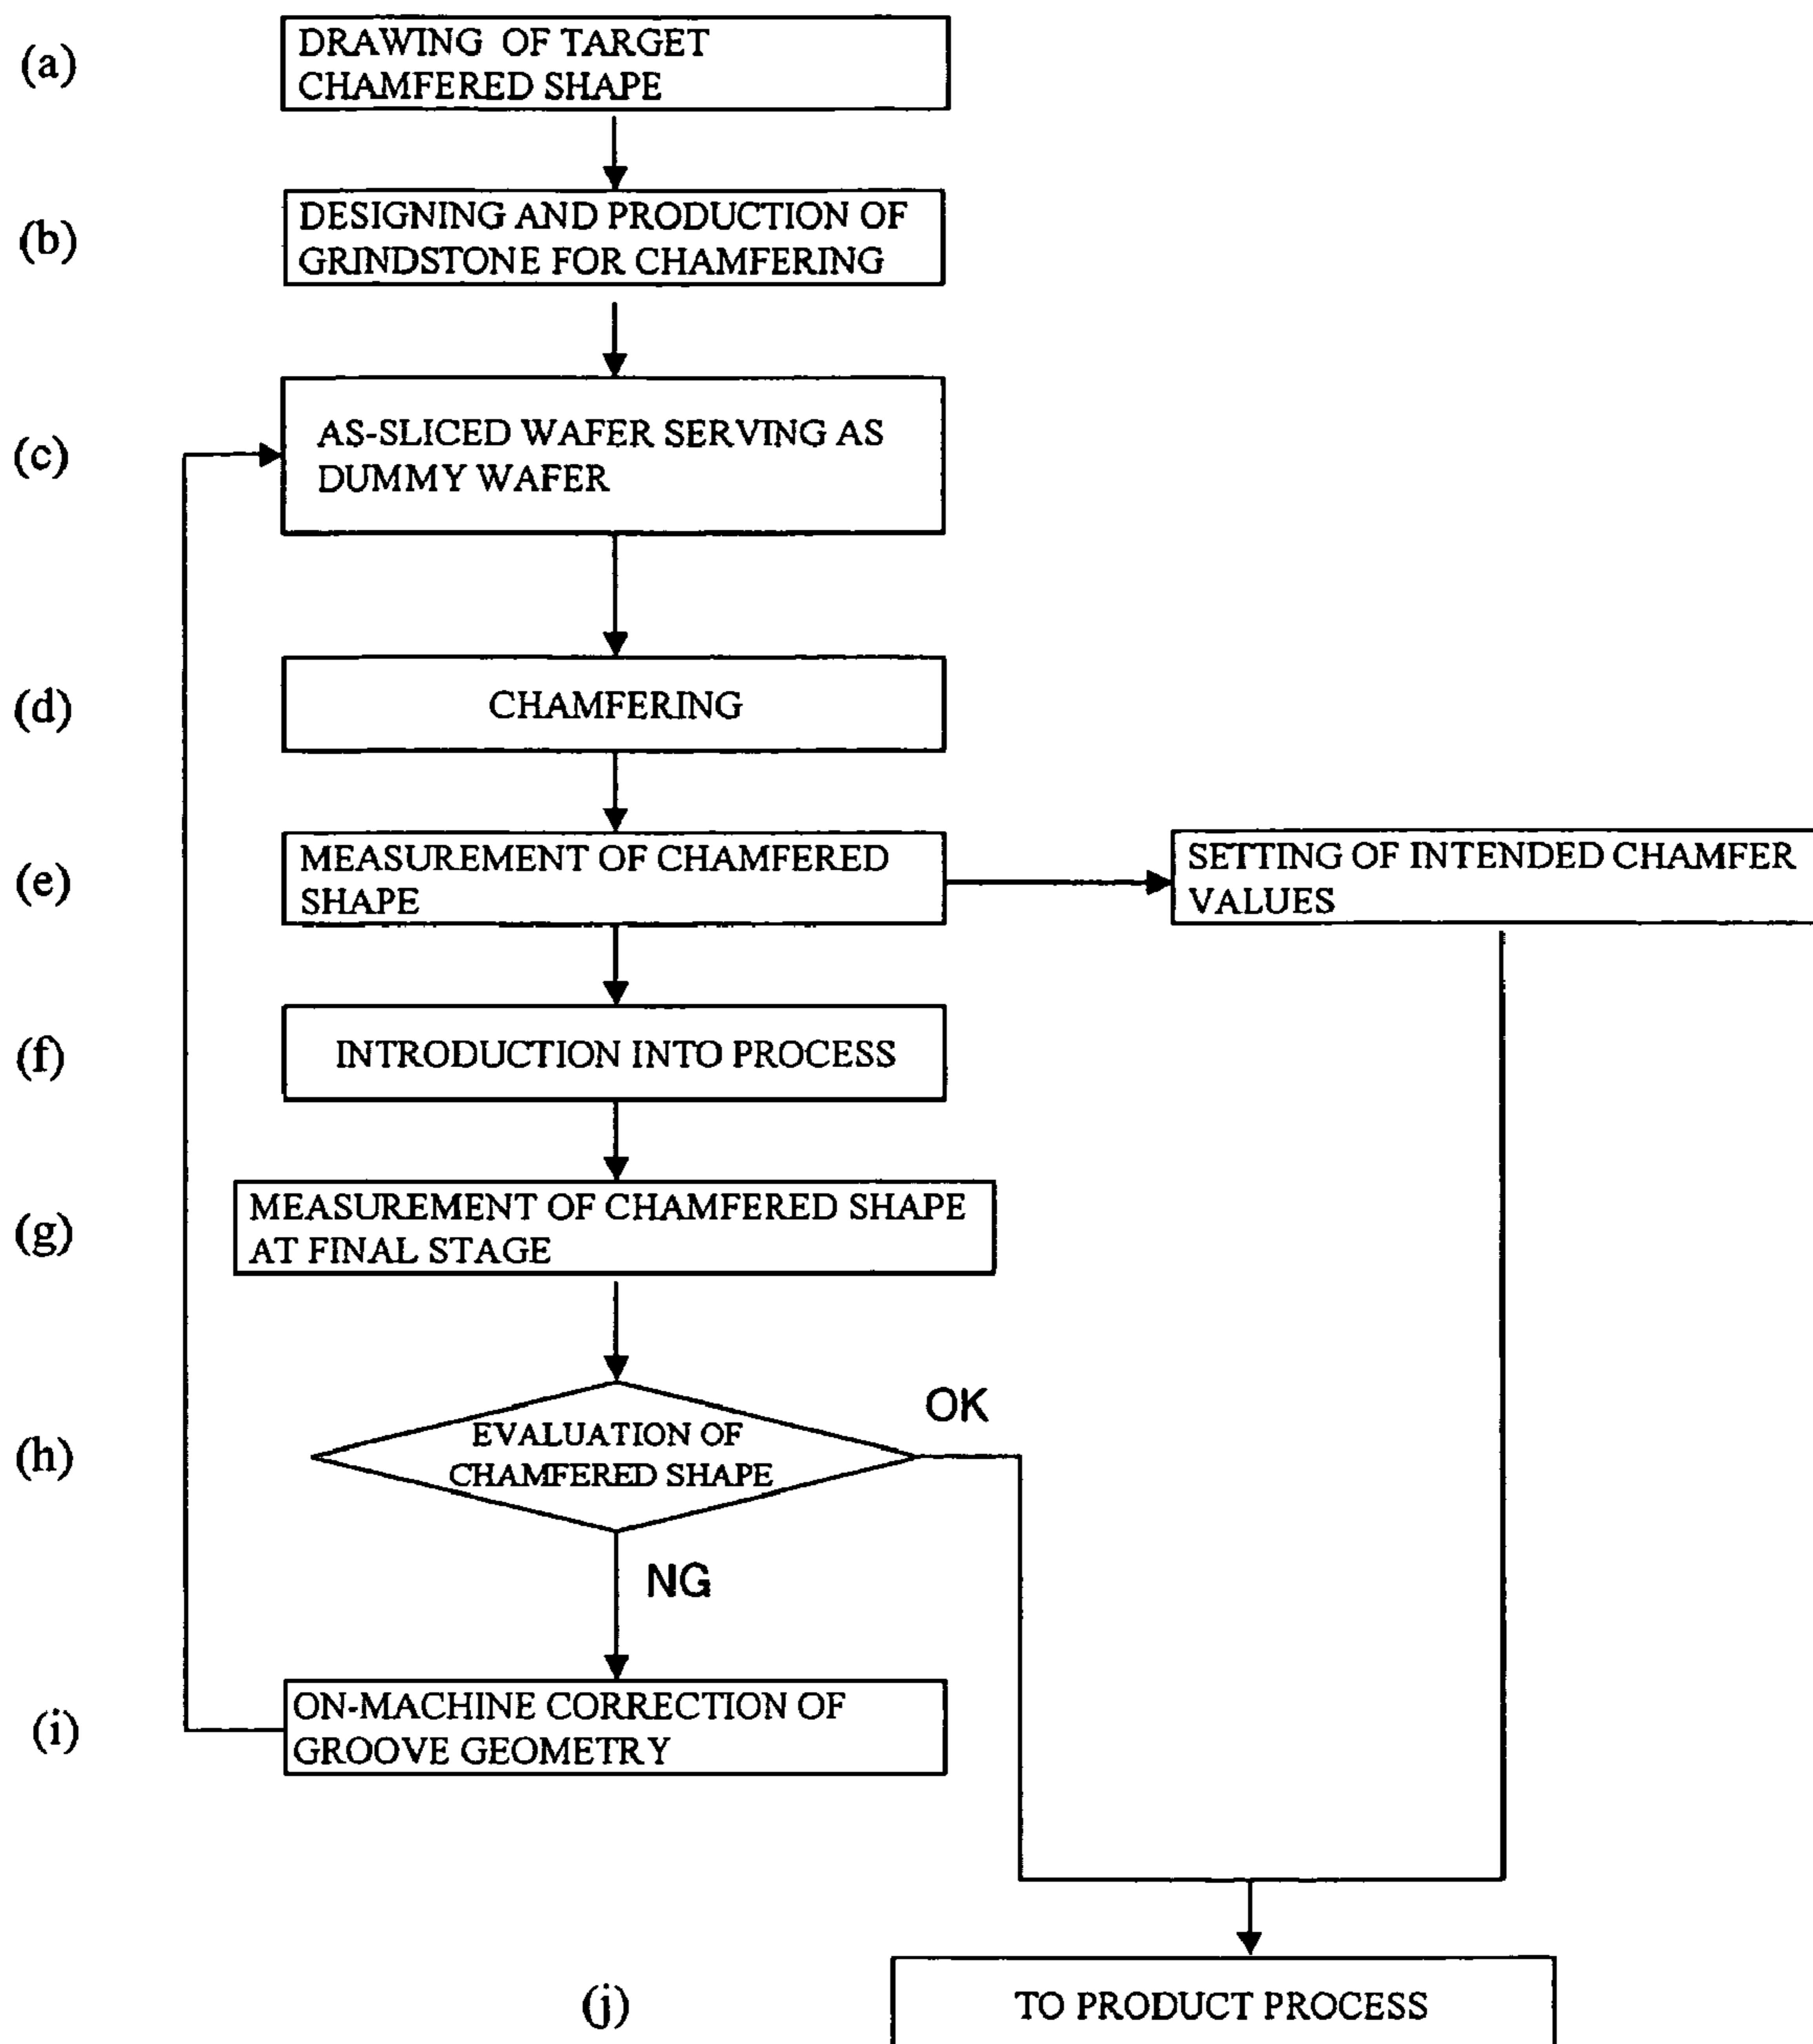 (a)
DRAWING OF TARGET
CHAMFERED SHAPE
(b)
DESIGNING AND PRODUCTION OF
GRINDSTONE FOR CHAMFERING
(c)
AS-SLICED WAFER SERVING AS
DUMMY WAFER
(d)
CHAMFERING
(e)
MEASUREMENT OF CHAMFERED
SHAPE
SETTING OF INTENDED CHAMFER
VALUES
(f)
INTRODUCTION INTO PROCESS
(g)
MEASUREMENT OF CHAMFERED SHAPE
AT FINAL STAGE
(h)
EVALUATION OF
CHAMFERED SHAPE
OK
NG
(i)
ON-MACHINE CORRECTION OF
GROOVE GEOMETRY
(j)
TO PRODUCT PROCESS